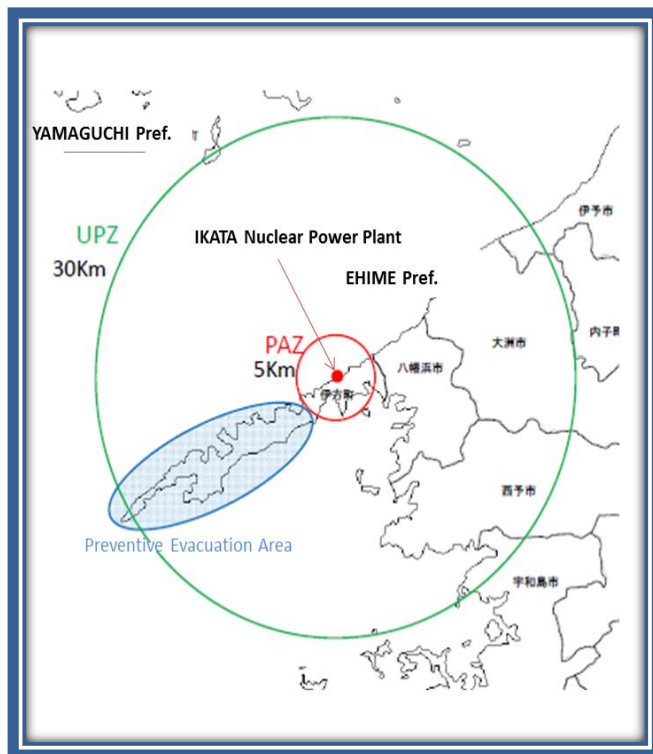 YAMAGUCHI Pref.
伊予市
UPZ
30Km
IKATA Nuclear Power Plant
EHIME Pref.
内子町
大洲市
PAZ
5Km
八幡浜市
伊方町
西予市
Preventive Evacuation Area
宇和島市